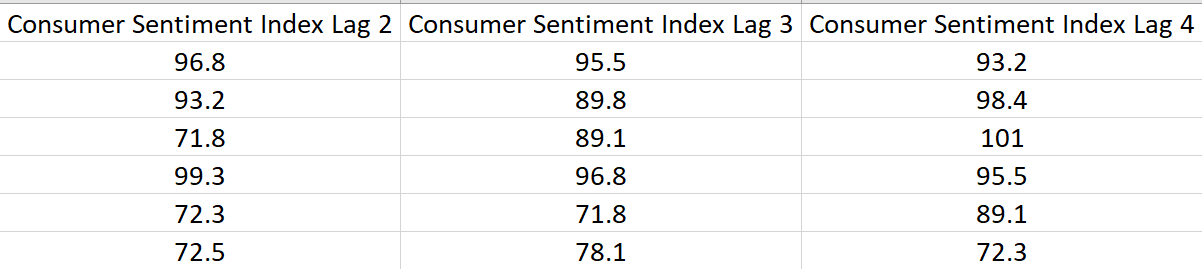 Consumer Sentiment Index Lag 2 Consumer Sentiment Index Lag 3 Consumer Sentiment Index Lag 4
96.8 95.5 93.2
93.2 89.8 98.4
71.8 89.1 101
99.3 96.8 95.5
72.3 71.8 89.1
72.5 78.1 72.3